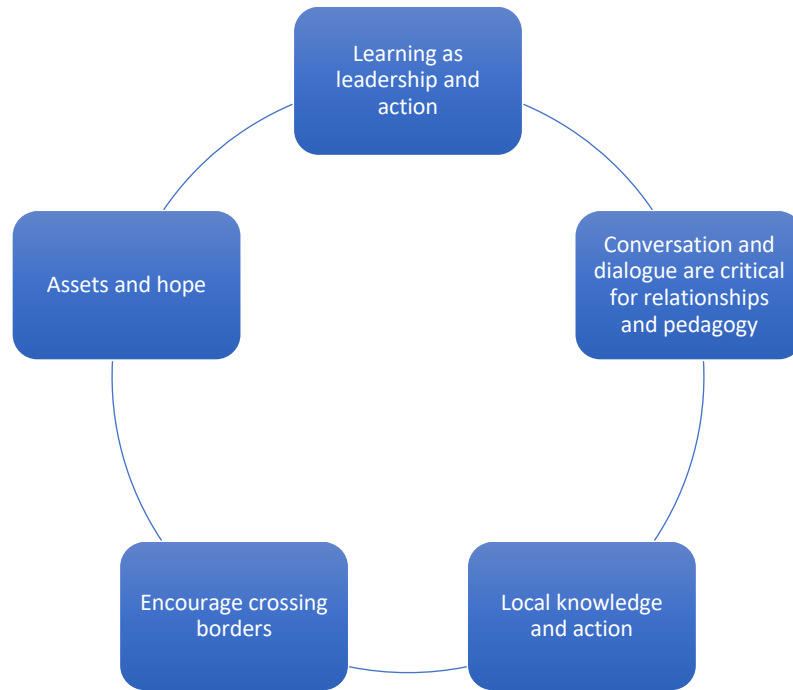 Learning as
leadership and
action
Conversation and
dialogue are critical
for relationships
and pedagogy
Local knowledge
and action
Encourage crossing
borders
Assets and hope